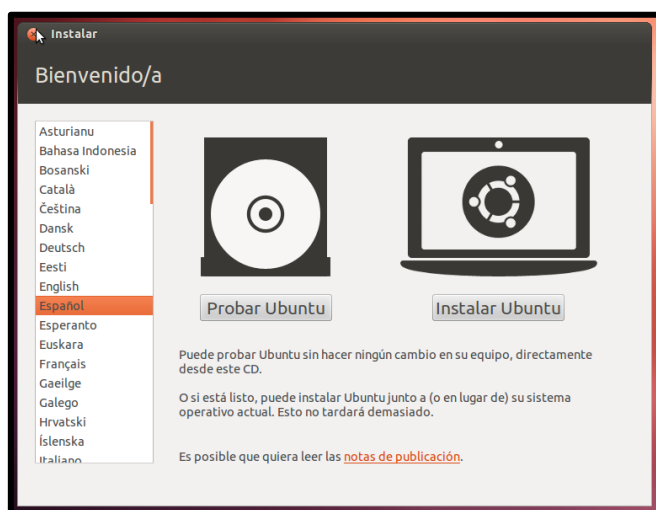 Instalar
Bienvenido/a
Asturianu
Bahasa Indonesia
Bosanski
Català
Čeština
Dansk
Deutsch
Eesti
English
Español
Esperanto
Euskara
Français
Gaeilge
Galego
Hrvatski
Íslenska
Italiano
Probar Ubuntu
Instalar Ubuntu
Puede probar Ubuntu sin hacer ningún cambio en su equipo, directamente
desde este CD.
O si está listo, puede instalar Ubuntu junto a (o en lugar de) su sistema
operativo actual. Esto no tardará demasiado.
Es posible que quiera leer las notas de publicación.